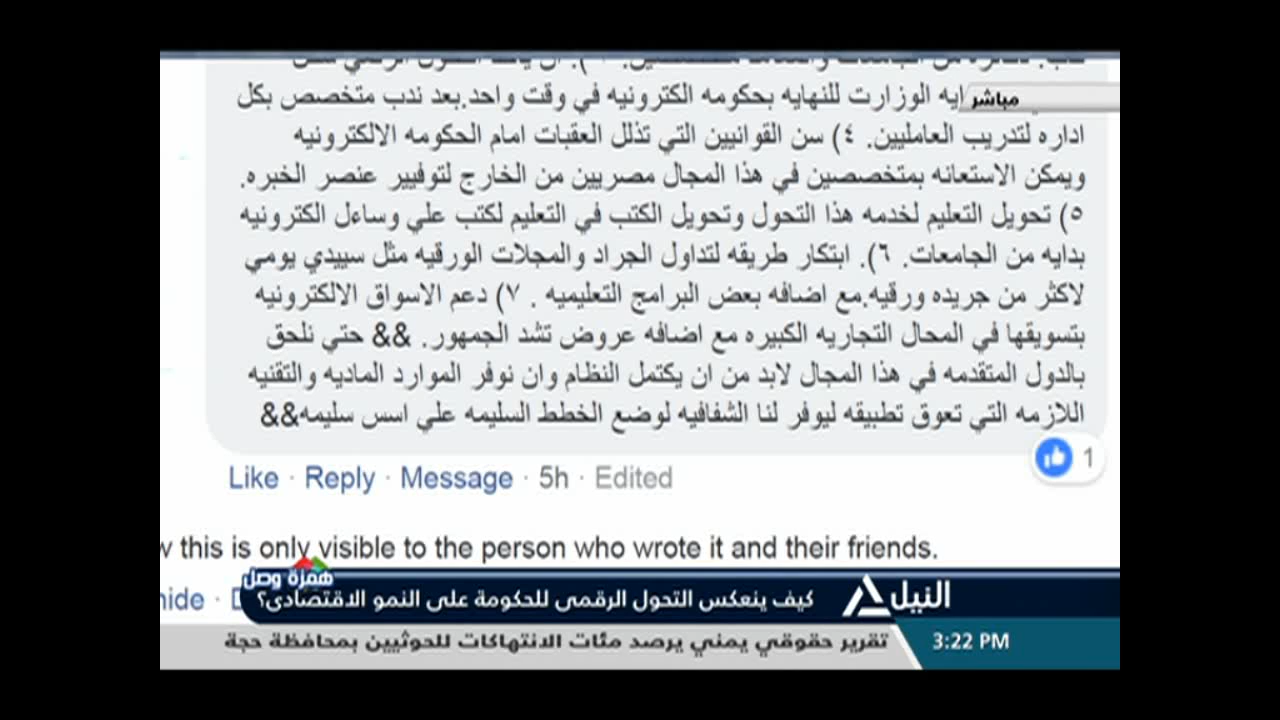 مباشر
ايه الوزارت للنهايه بحكومه الكترونيه في وقت واحد.بعد ندب متخصص بكل
اداره لتدريب العامليين. ٤) سن القوانيين التي تذلل العقبات امام الحكومه الالكترونيه
ويمكن الاستعانه بمتخصصين في هذا المجال مصريين من الخارج لتوفيير عنصر الخبره.
٥) تحويل التعليم لخدمه هذا التحول وتحويل الكتب في التعليم لكتب علي وساءل الكترونيه
بدايه من الجامعات. ٦). ابتكار طريقه لتداول الجراد والمجلات الورقيه مثل سييدي يومي
لاكثر من جريده ورقيه.مع اضافه بعض البرامج التعليميه . ٧) دعم الاسواق الالكترونيه
بتسويقها في المحال التجاريه الكبيره مع اضافه عروض تشد الجمهور. && حتي نلحق
بالدول المتقدمه في هذا المجال لابد من ان يكتمل النظام وان نوفر الموارد الماديه والتقنيه
اللازمه التي تعوق تطبيقه ليوفر لنا الشفافيه لوضع الخطط السليمه علي اسس سليمه&&
1
Like · Reply · Message · 5h · Edited
this is only visible to the person who wrote it and their friends.
همزة وصل
النيل
كيف ينعكس التحول الرقمى للحكومة على النمو الاقتصادى؟
3:22 PM
تقرير حقوقي يمني يرصد مئات الانتهاكات للحوثيين بمحافظة حجة